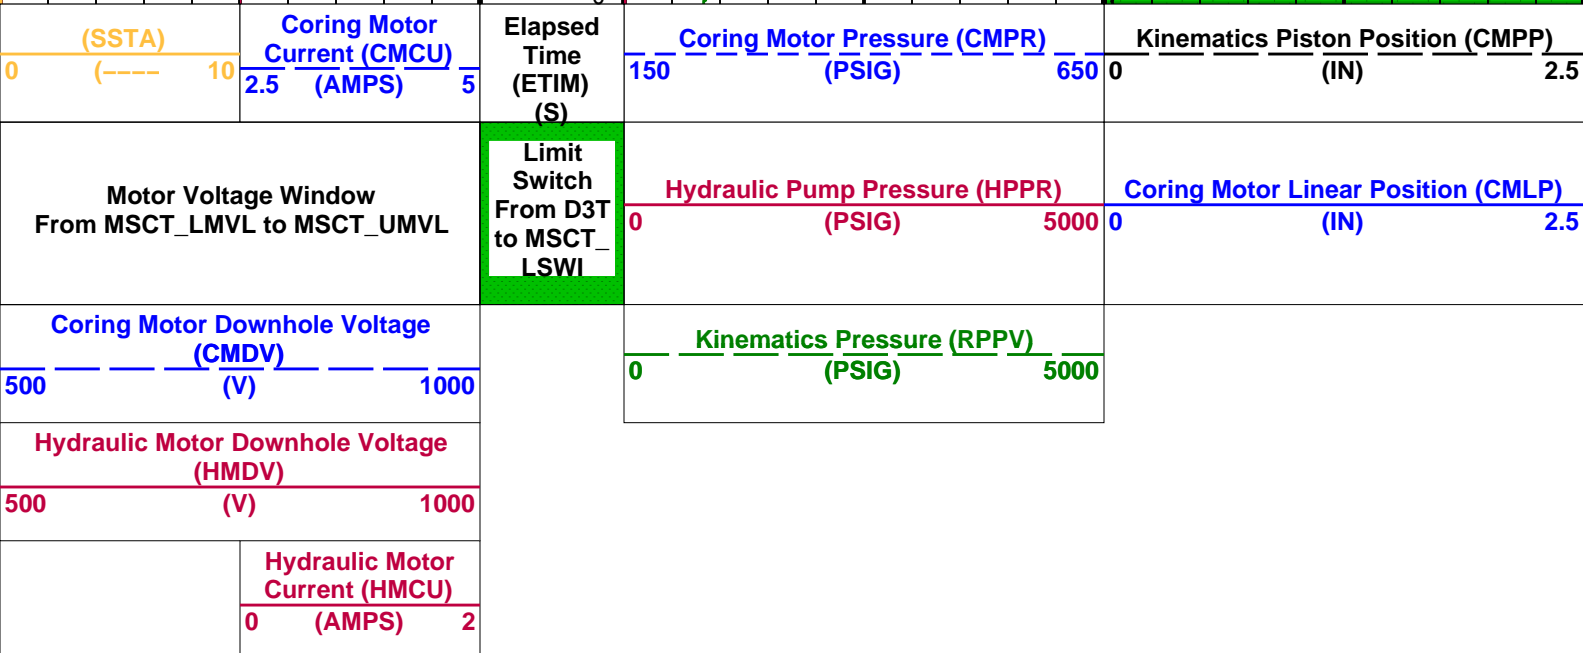 (SSTA)
0 (---- 10
Coring Motor
Current (CMCU)
2.5 (AMPS) 5
Elapsed
Time
(ETIM)
(S)
Coring Motor Pressure (CMPR)
150 (PSIG) 650
Kinematics Piston Position (CMPP)
0 (IN) 2.5
Motor Voltage Window
From MSCT_LMVL to MSCT_UMVL
Limit
Switch
From D3T
to MSCT_
LSWI
Hydraulic Pump Pressure (HPPR)
0 (PSIG) 5000
Coring Motor Linear Position (CMLP)
0 (IN) 2.5
Coring Motor Downhole Voltage
(CMDV)
500 (V) 1000
Kinematics Pressure (RPPV)
0 (PSIG) 5000
Hydraulic Motor Downhole Voltage
(HMDV)
500 (V) 1000
Hydraulic Motor
Current (HMCU)
0 (AMPS) 2